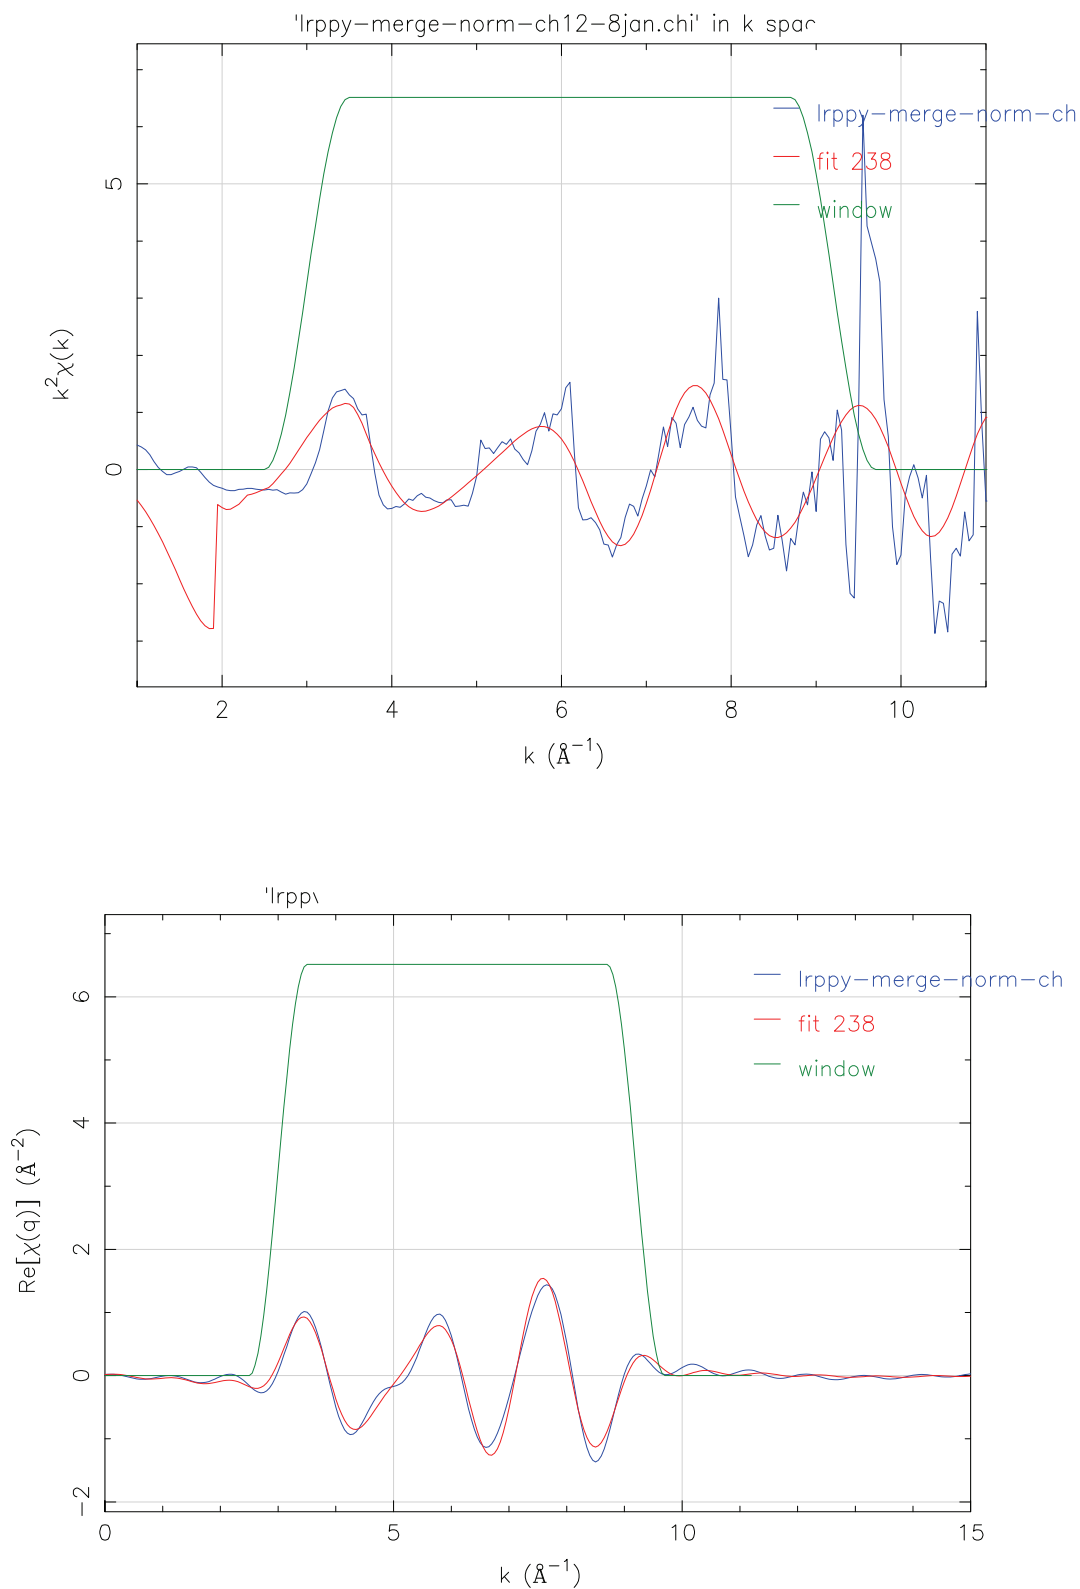 'Irppy-merge-norm-ch12-8jan.chi' in k spac
Irppy-merge-norm-ch
fit 238
window
5
0
k²χ(k)
2 4 6 8 10
k (Å⁻¹)
'Irppy
Irppy-merge-norm-ch
fit 238
window
6
4
2
0
−2
Re[χ(q)] (Å⁻²)
0 5 10 15
k (Å⁻¹)